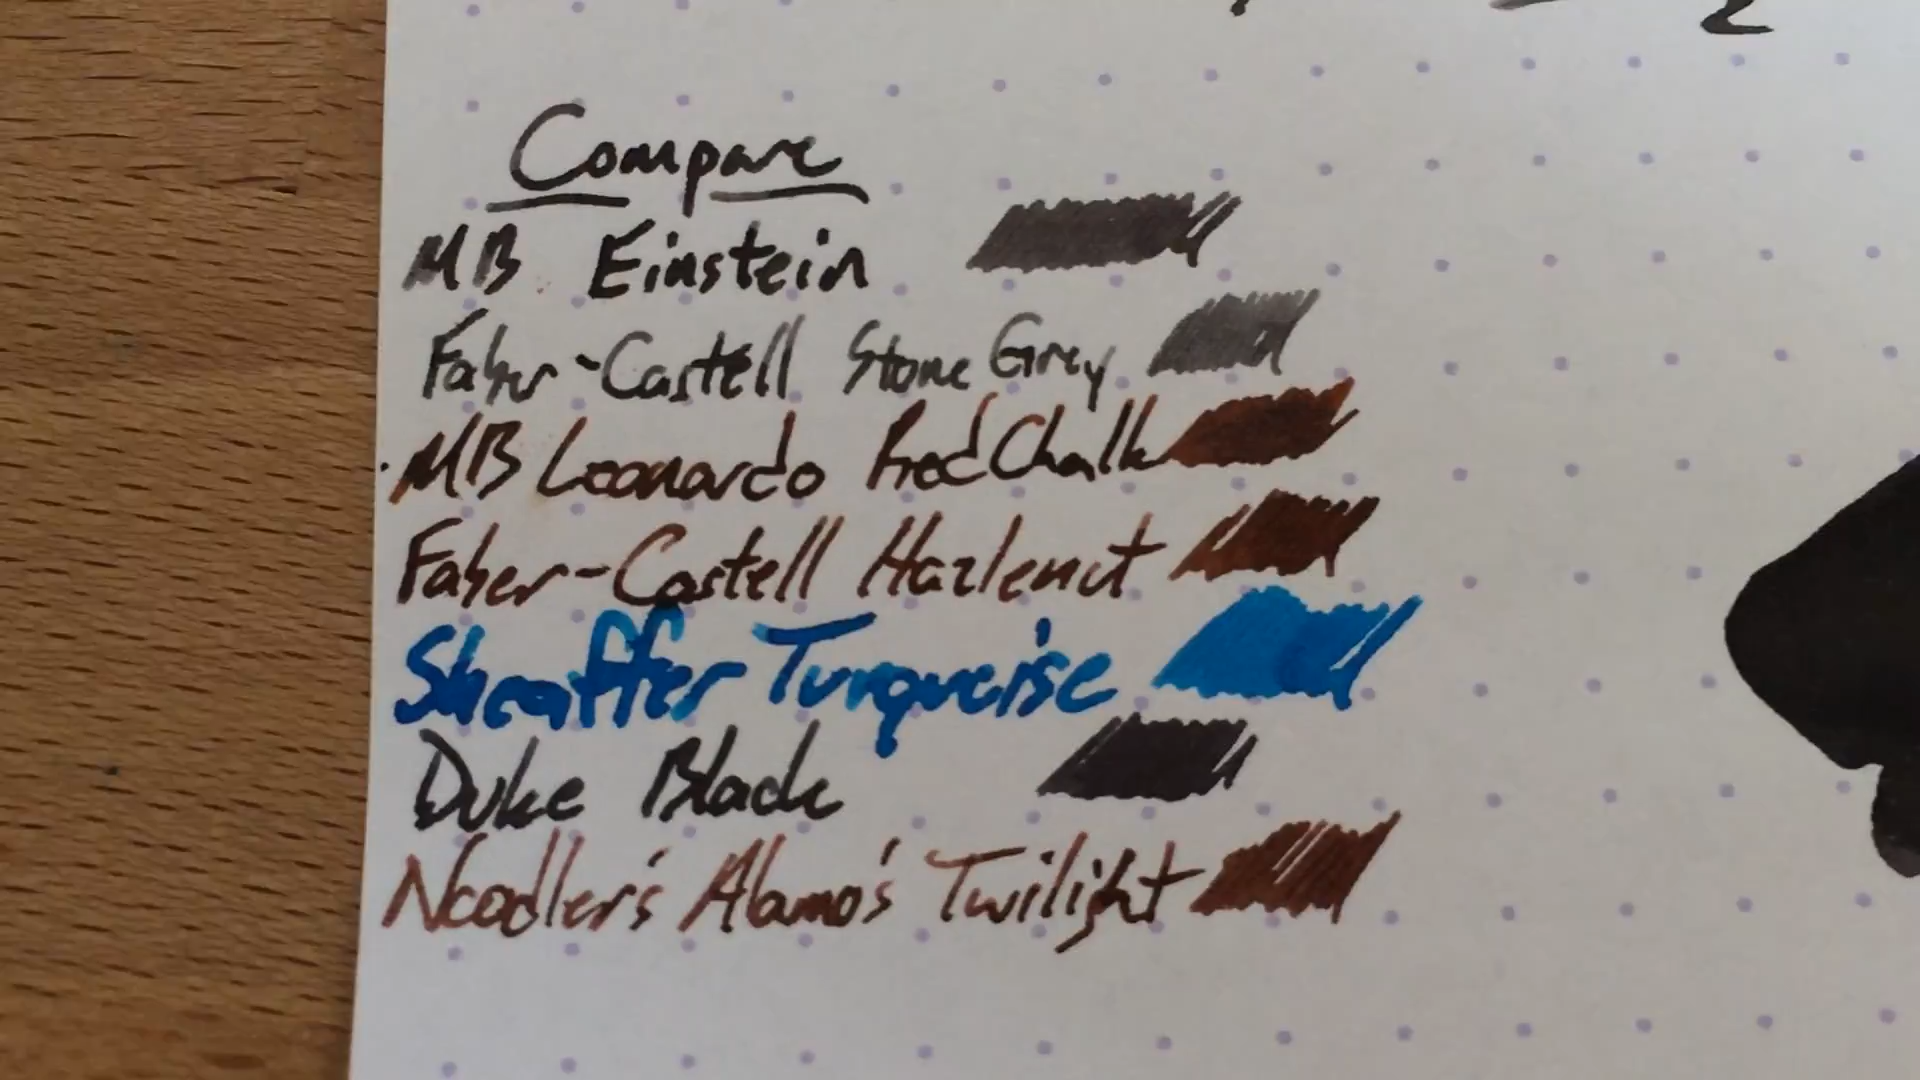 Compare
MB Einstein
Faber-Castell Stone Grey
MB Leonardo Red Chalk
Faber-Castell Hazlenut
Sheaffer Turquoise
Duke Black
Noodler's Alamo's Twilight